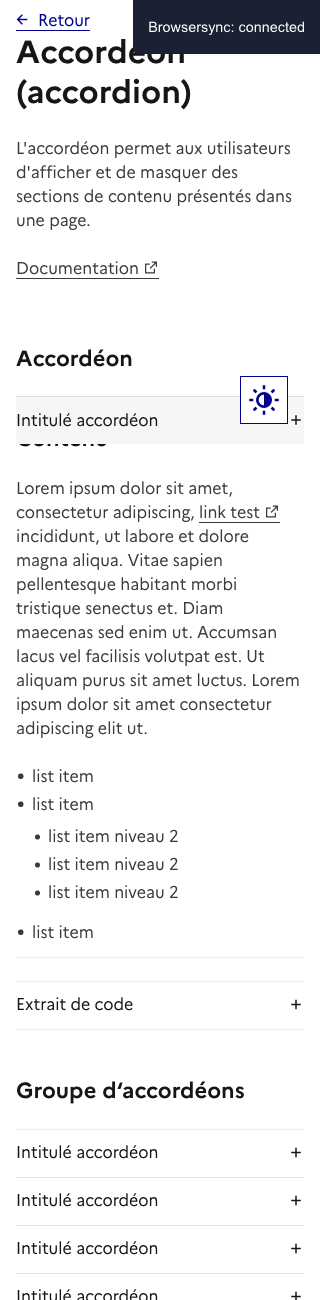 ← Retour
Browsersync: connected
Accordéon
(accordion)
L'accordéon permet aux utilisateurs
d'afficher et de masquer des
sections de contenu présentés dans
une page.
Documentation
Accordéon
Intitulé accordéon +
Contenu
Lorem ipsum dolor sit amet,
consectetur adipiscing, link test
incididunt, ut labore et dolore
magna aliqua. Vitae sapien
pellentesque habitant morbi
tristique senectus et. Diam
maecenas sed enim ut. Accumsan
lacus vel facilisis volutpat est. Ut
aliquam purus sit amet luctus. Lorem
ipsum dolor sit amet consectetur
adipiscing elit ut.
• list item
• list item
• list item niveau 2
• list item niveau 2
• list item niveau 2
• list item
Extrait de code +
Groupe d‘accordéons
Intitulé accordéon +
Intitulé accordéon +
Intitulé accordéon +
Intitulé accordéon +